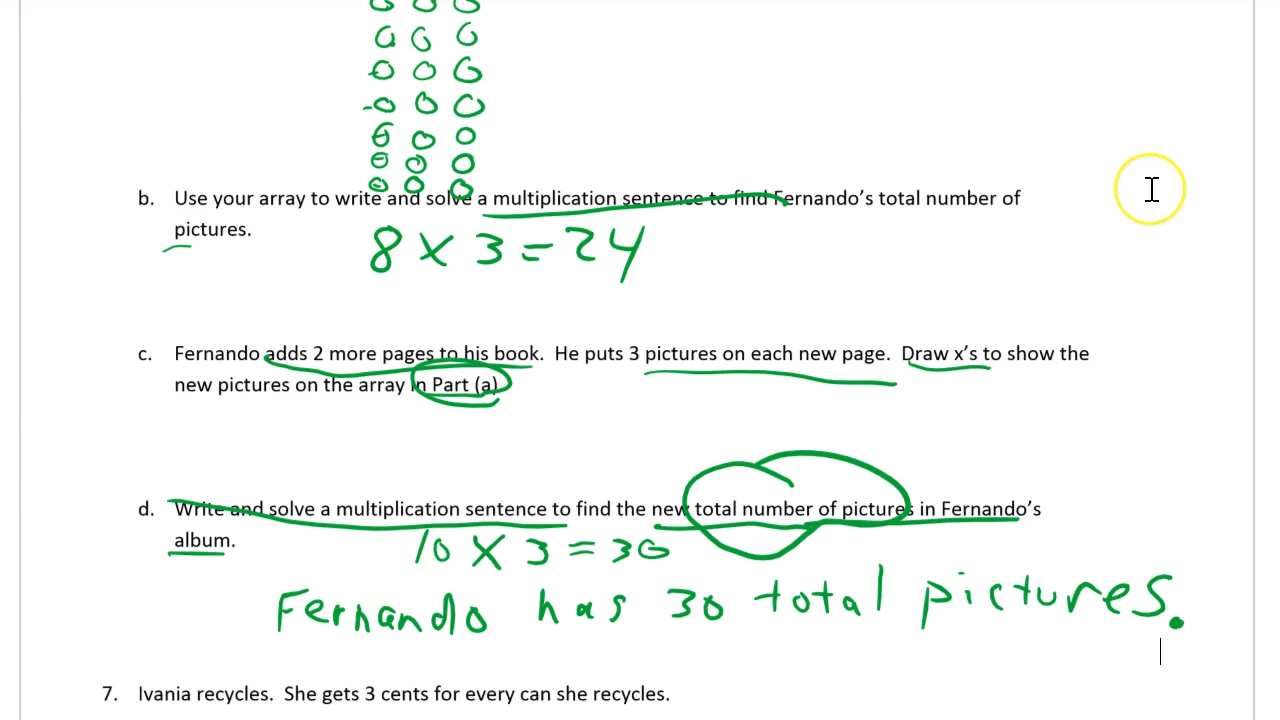 b. Use your array to write and solve a multiplication sentence to find Fernando's total number of
pictures.
8 X 3 = 24
c. Fernando adds 2 more pages to his book. He puts 3 pictures on each new page. Draw x's to show the
new pictures on the array in Part (a)
d. Write and solve a multiplication sentence to find the new total number of pictures in Fernando's
album.
10 X 3 = 30
Fernando has 30 total pictures.
7. Ivania recycles. She gets 3 cents for every can she recycles.